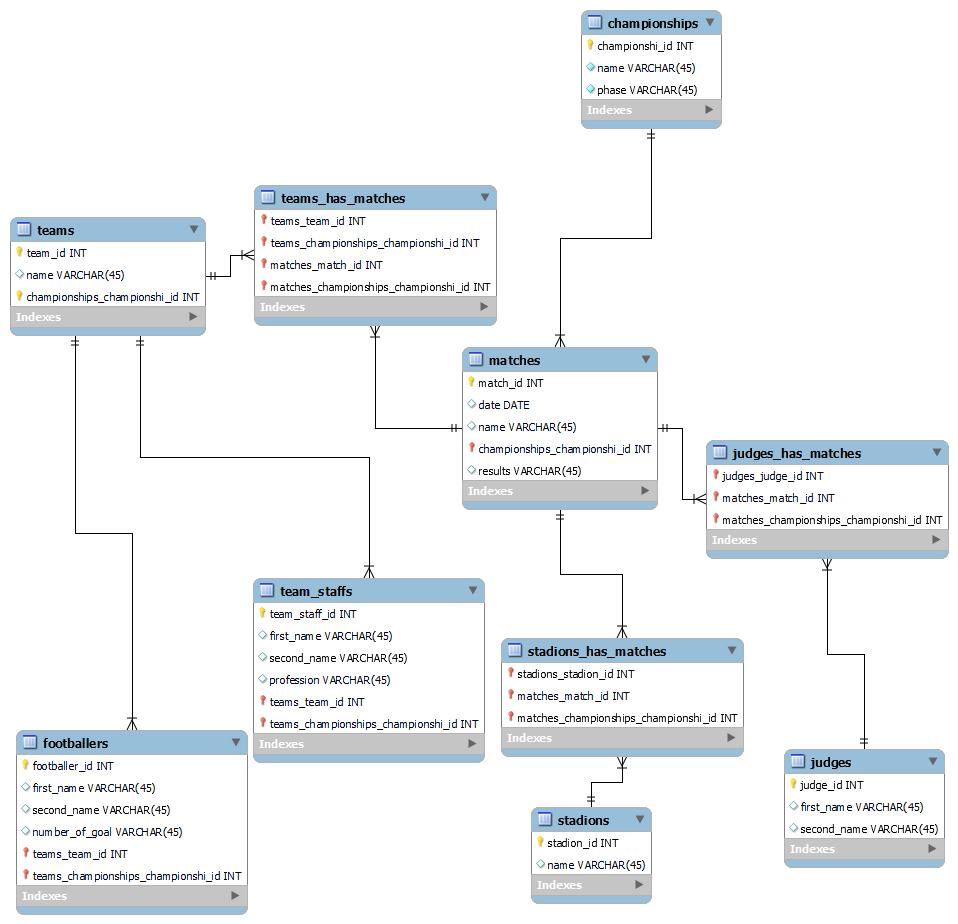 championships
championshi_id INT
name VARCHAR(45)
phase VARCHAR(45)
Indexes
teams_has_matches
teams_team_id INT
teams_championships_championshi_id INT
matches_match_id INT
matches_championships_championshi_id INT
Indexes
teams
team_id INT
name VARCHAR(45)
championships_championshi_id INT
Indexes
matches
match_id INT
date DATE
name VARCHAR(45)
championships_championshi_id INT
results VARCHAR(45)
Indexes
judges_has_matches
judges_judge_id INT
matches_match_id INT
matches_championships_championshi_id INT
Indexes
team_staffs
team_staff_id INT
first_name VARCHAR(45)
second_name VARCHAR(45)
profession VARCHAR(45)
teams_team_id INT
teams_championships_championshi_id INT
Indexes
stadions_has_matches
stadions_stadion_id INT
matches_match_id INT
matches_championships_championshi_id INT
Indexes
footballers
footballer_id INT
first_name VARCHAR(45)
second_name VARCHAR(45)
number_of_goal VARCHAR(45)
teams_team_id INT
teams_championships_championshi_id INT
Indexes
judges
judge_id INT
first_name VARCHAR(45)
second_name VARCHAR(45)
Indexes
stadions
stadion_id INT
name VARCHAR(45)
Indexes